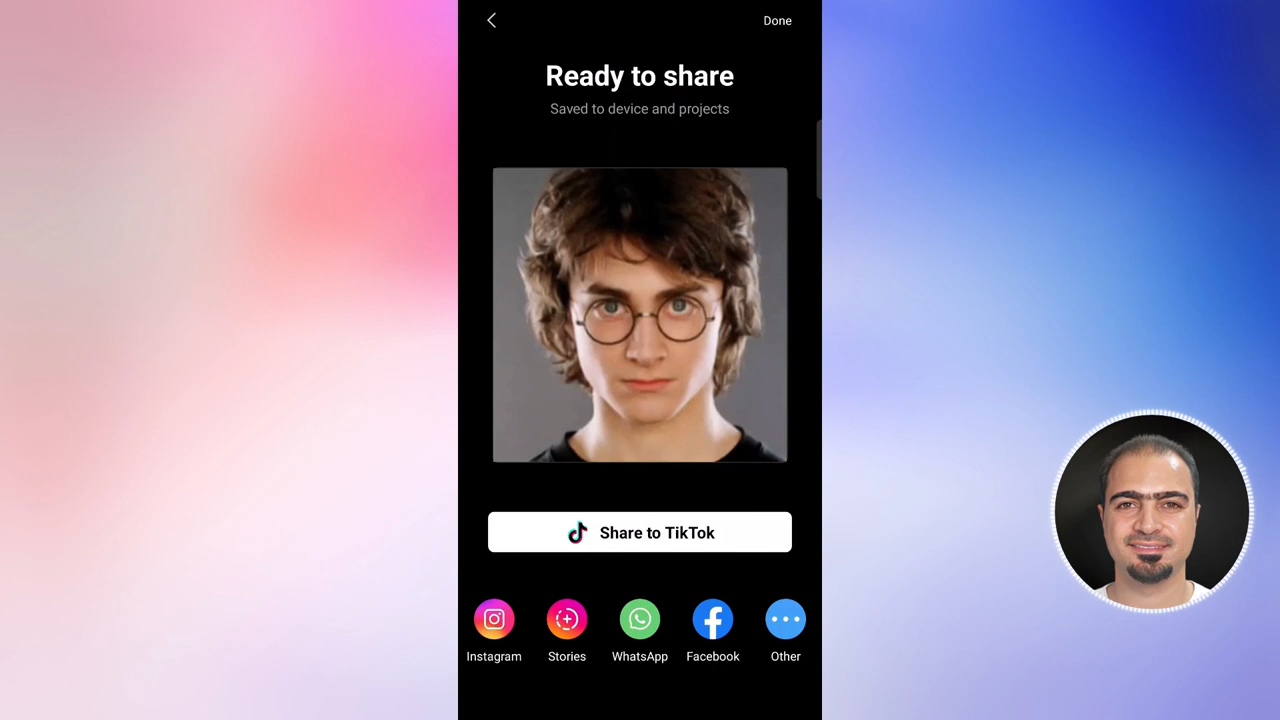 Done
Ready to share
Saved to device and projects
Share to TikTok
Instagram
Stories
WhatsApp
Facebook
Other